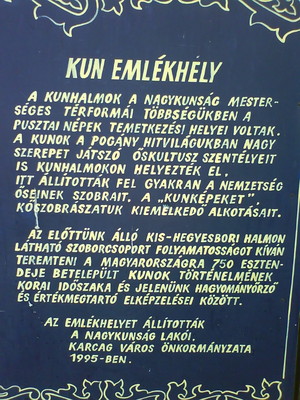 KUN EMLÉKHELY
A KUNHALMOK A NAGYKUNSÁG MESTER-
SÉGES TÉRFORMÁI TÖBBSÉGÜKBEN A
PUSZTAI NÉPEK TEMETKEZÉSI HELYEI VOLTAK.
A KUNOK A POGÁNY HITVILÁGUKBAN NAGY
SZEREPET JÁTSZÓ ŐSKULTUSZ SZENTÉLYEIT
IS KUNHALMOKON HELYEZTÉK EL.
ITT ÁLLÍTOTTÁK FEL GYAKRAN A NEMZETSÉG
ŐSEINEK SZOBRAIT, A „KUNKÉPEKET”,
KŐSZOBRÁSZATUK KIEMELKEDŐ ALKOTÁSAIT.
AZ ELŐTTÜNK ÁLLÓ KIS-HEGYESBORI HALMON
LÁTHATÓ SZOBORCSOPORT FOLYAMATOSSÁGOT KÍVÁN
TEREMTENI A MAGYARORSZÁGRA 750 ESZTEN-
DEJE BETELEPÜLT KUNOK TÖRTÉNELMÉNEK
KORAI IDŐSZAKA ÉS JELENÜNK HAGYOMÁNYŐRZŐ
ÉS ÉRTÉKMEGTARTÓ ELKÉPZELÉSEI KÖZÖTT.
AZ EMLÉKHELYET ÁLLÍTOTTÁK
A NAGYKUNSÁG LAKÓI,
KARCAG VÁROS ÖNKORMÁNYZATA
1995-BEN.